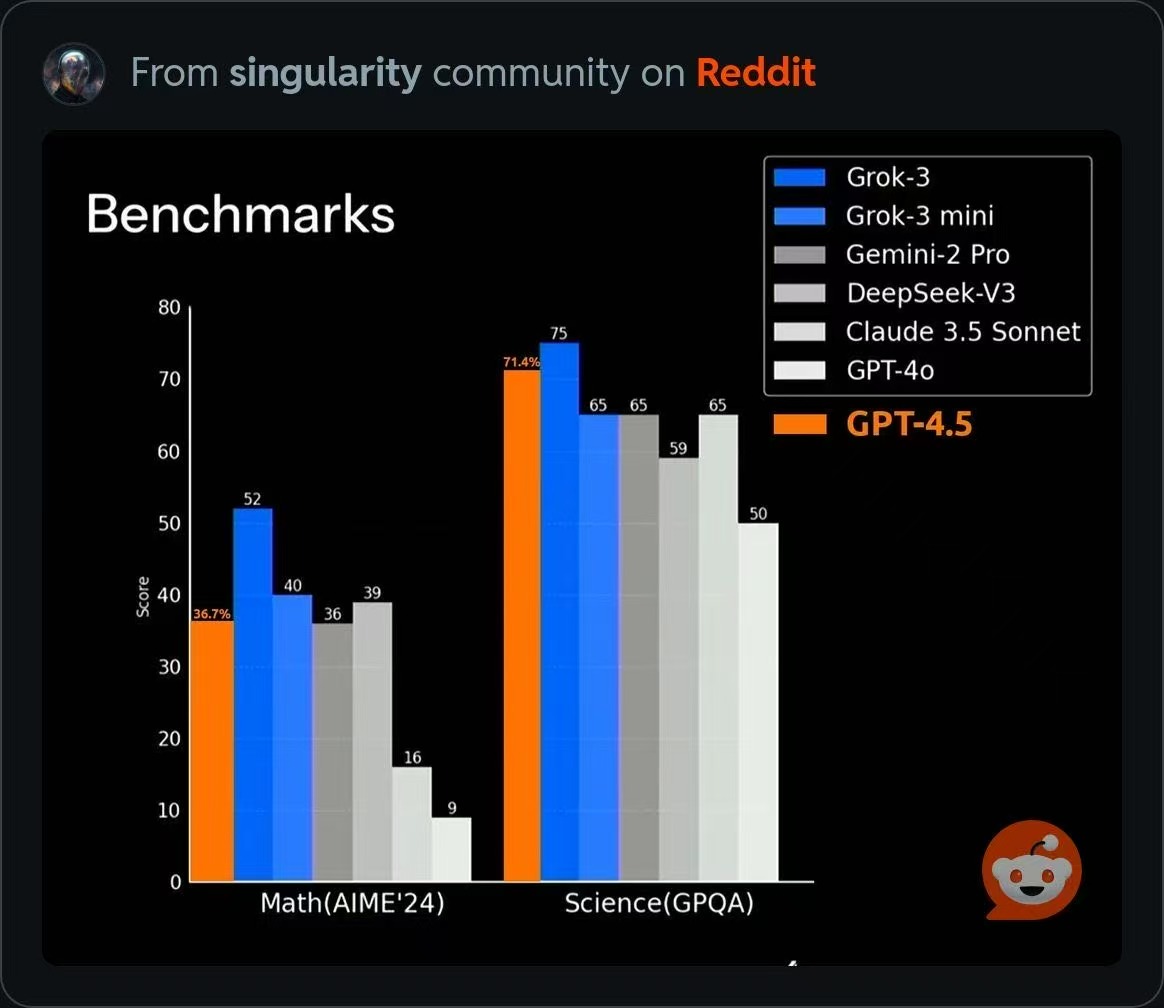 From singularity community on Reddit
Benchmarks
Grok-3
Grok-3 mini
Gemini-2 Pro
DeepSeek-V3
Claude 3.5 Sonnet
GPT-4o
GPT-4.5
Score
80
70
60
50
40
30
20
10
0
36.7%
52
40
36
39
16
9
71.4%
75
65
65
59
65
50
Math(AIME'24)
Science(GPQA)